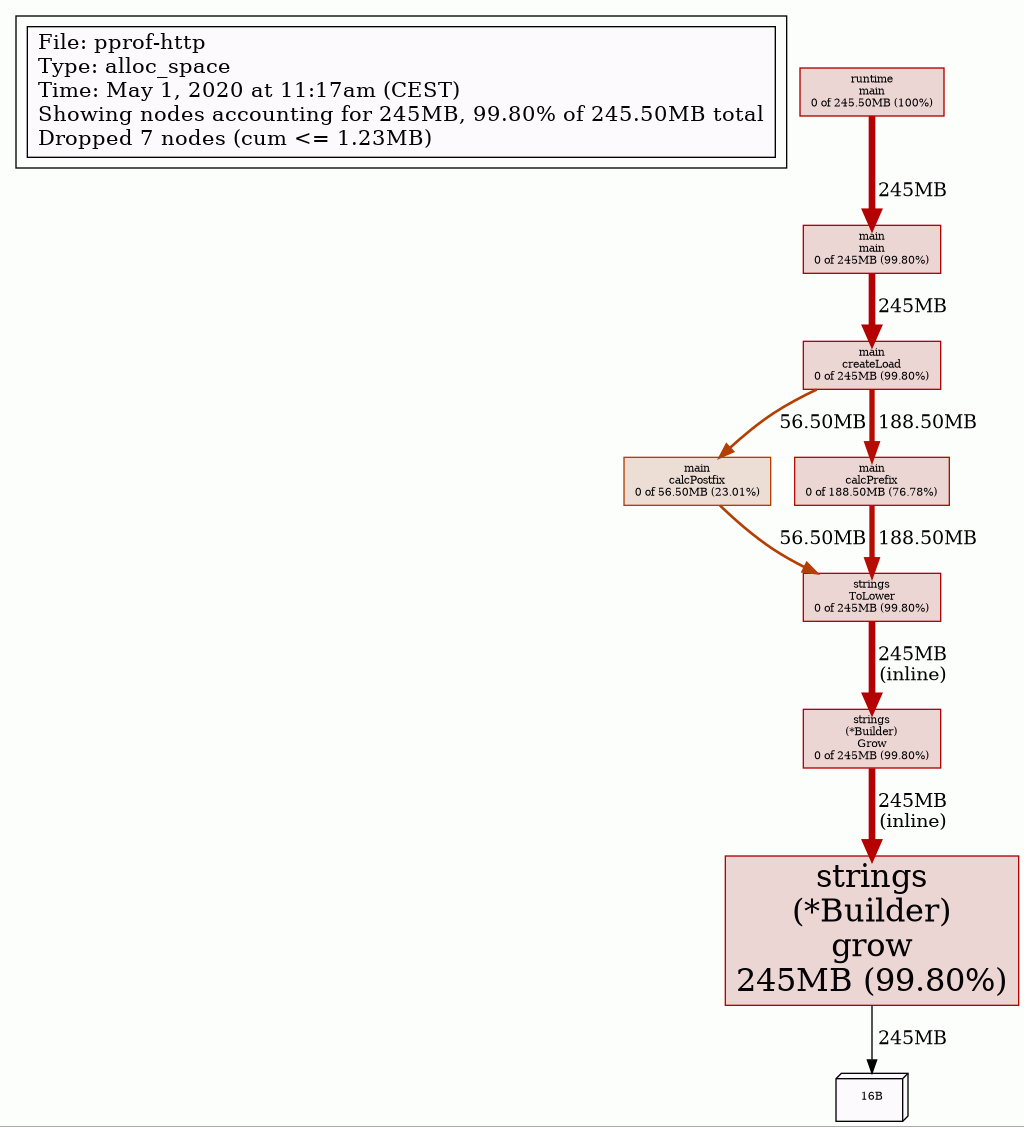 File: pprof-http
Type: alloc_space
Time: May 1, 2020 at 11:17am (CEST)
Showing nodes accounting for 245MB, 99.80% of 245.50MB total
Dropped 7 nodes (cum <= 1.23MB)
runtime
main
0 of 245.50MB (100%)
245MB
main
main
0 of 245MB (99.80%)
245MB
main
createLoad
0 of 245MB (99.80%)
56.50MB
188.50MB
main
calcPostfix
0 of 56.50MB (23.01%)
main
calcPrefix
0 of 188.50MB (76.78%)
56.50MB
188.50MB
strings
ToLower
0 of 245MB (99.80%)
245MB
(inline)
strings
(*Builder)
Grow
0 of 245MB (99.80%)
245MB
(inline)
strings
(*Builder)
grow
245MB (99.80%)
245MB
16B